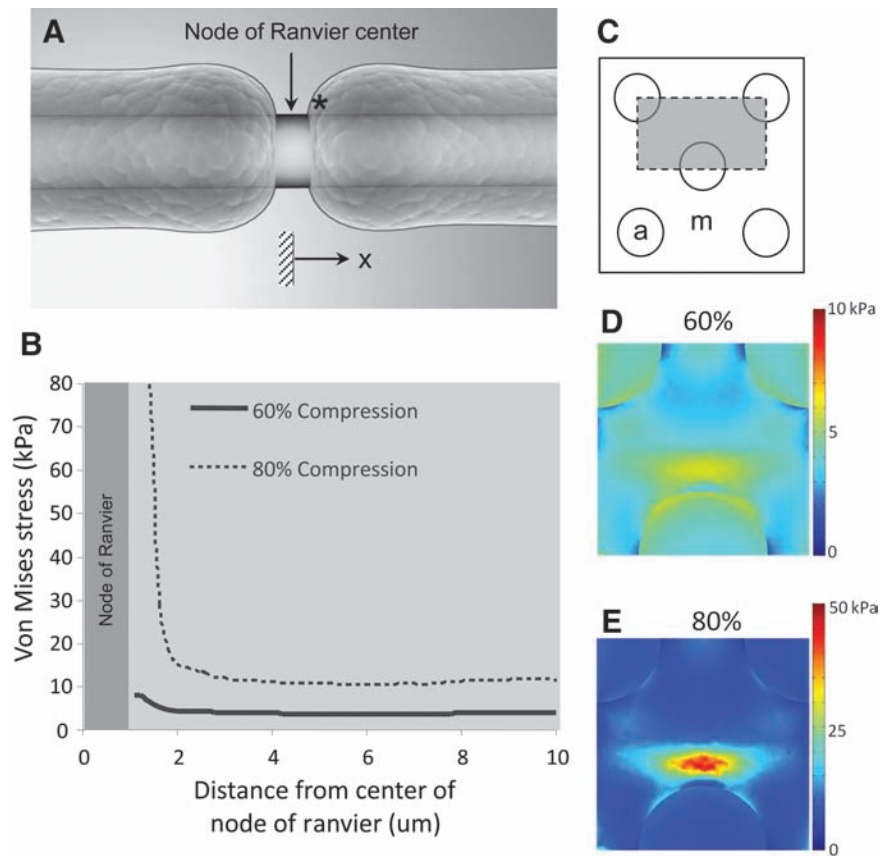 A
Node of Ranvier center
*
x
B
Von Mises stress (kPa)
80
70
60
50
40
30
20
10
0
Node of Ranvier
60% Compression
80% Compression
0
2
4
6
8
10
Distance from center of
node of ranvier (um)
C
a
m
D
60%
10 kPa
5
0
E
80%
50 kPa
25
0